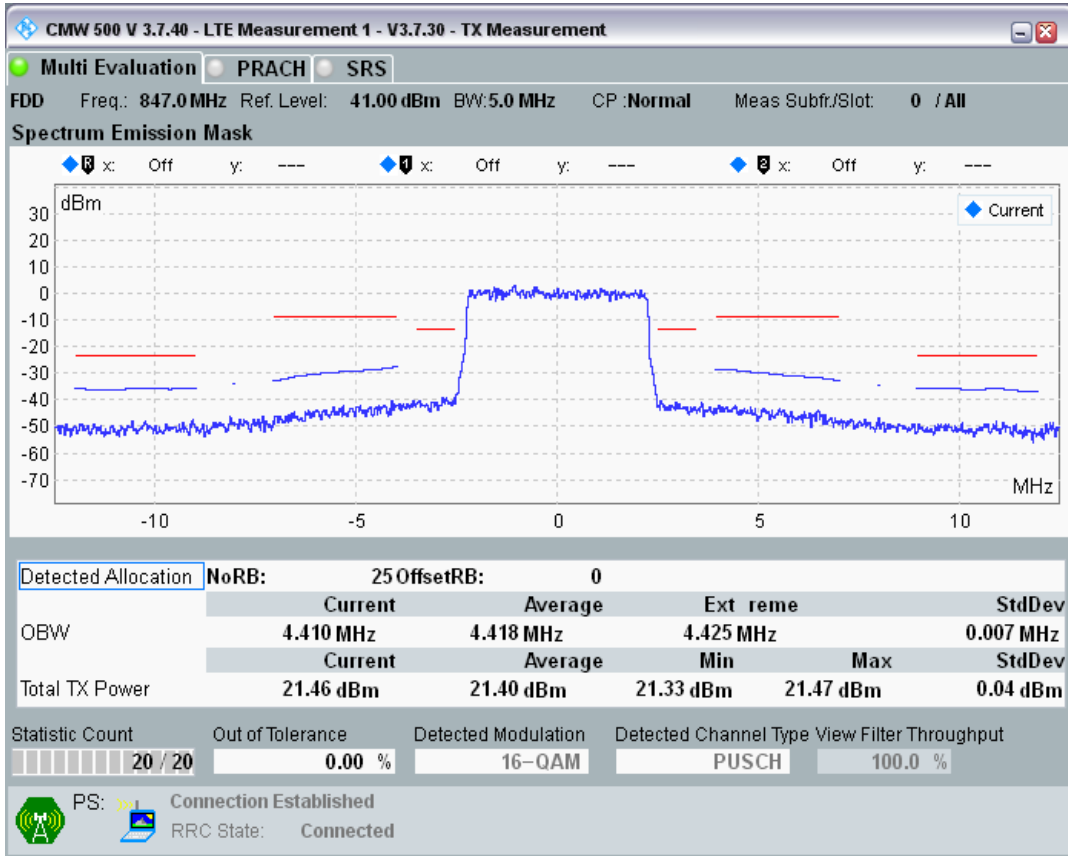 CMW 500 V 3.7.40 - LTE Measurement 1 - V3.7.30 - TX Measurement
Multi Evaluation PRACH SRS
FDD Freq.: 847.0 MHz Ref. Level: 41.00 dBm BW: 5.0 MHz CP :Normal Meas Subfr./Slot: 0 / All
Spectrum Emission Mask
R x: Off y: --- 1 x: Off y: --- 2 x: Off y: ---
dBm
Current
30
20
10
0
-10
-20
-30
-40
-50
-60
-70
MHz
-10 -5 0 5 10
Detected Allocation NoRB: 25 OffsetRB: 0
Current Average Ext reme StdDev
OBW 4.410 MHz 4.418 MHz 4.425 MHz 0.007 MHz
Current Average Min Max StdDev
Total TX Power 21.46 dBm 21.40 dBm 21.33 dBm 21.47 dBm 0.04 dBm
Statistic Count Out of Tolerance Detected Modulation Detected Channel Type View Filter Throughput
20 / 20 0.00 % 16-QAM PUSCH 100.0 %
PS: Connection Established
RRC State: Connected